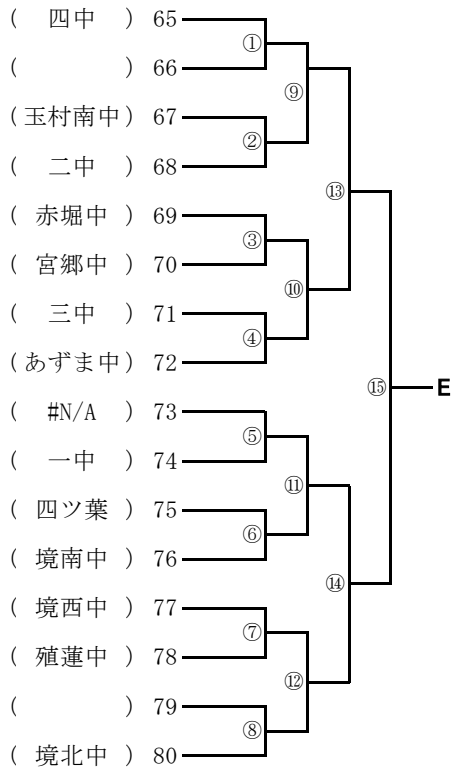 ( 四中 ) 65
①
( ) 66
⑨
(玉村南中) 67
②
( 二中 ) 68
⑬
( 赤堀中 ) 69
③
( 宮郷中 ) 70
⑩
( 三中 ) 71
④
(あずま中) 72
⑮ E
( #N/A ) 73
⑤
( 一中 ) 74
⑪
( 四ツ葉 ) 75
⑥
( 境南中 ) 76
⑭
( 境西中 ) 77
⑦
( 殖蓮中 ) 78
⑫
( ) 79
⑧
( 境北中 ) 80